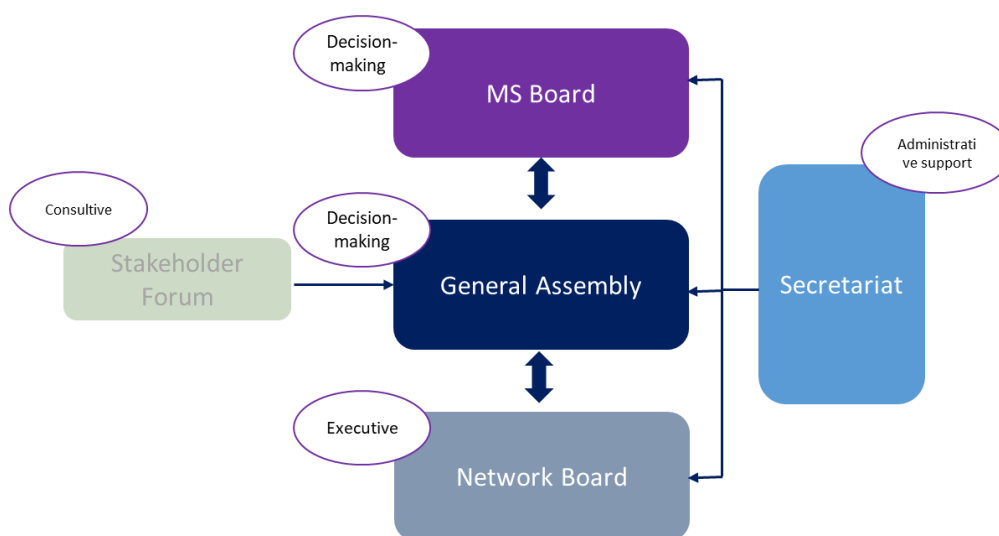 Decision-
making
MS Board
Administrati
ve support
Consultive
Decision-
making
Stakeholder
Forum
General Assembly
Secretariat
Executive
Network Board